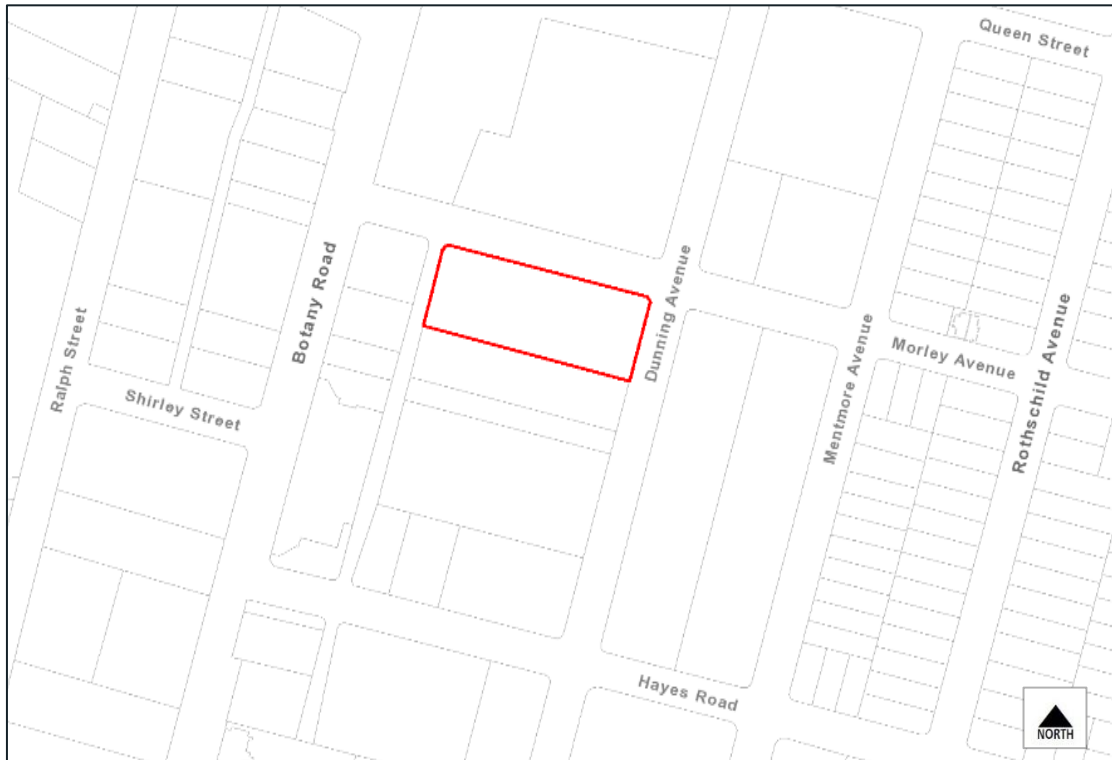 Queen Street
Botany Road
Dunning Avenue
Ralph Street
Shirley Street
Mentmore Avenue
Morley Avenue
Rothschild Avenue
Hayes Road
NORTH